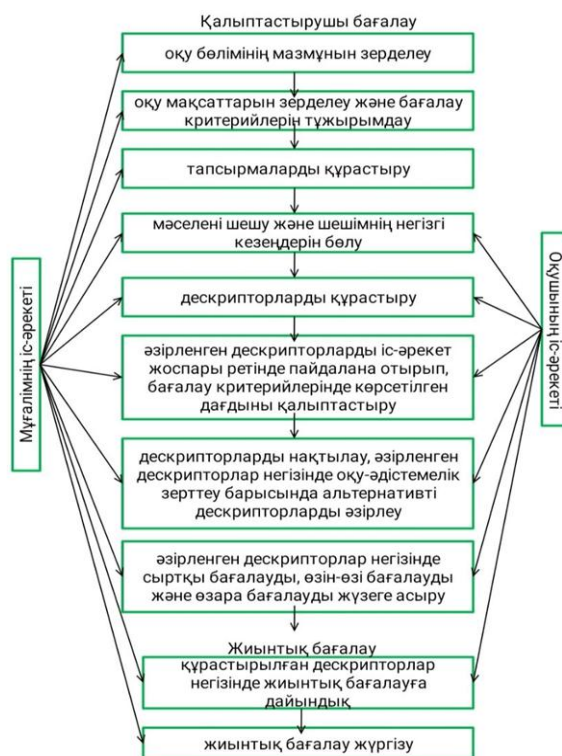 Қалыптастырушы бағалау
оқу бөлімінің мазмұнын зерделеу
оқу мақсаттарын зерделеу және бағалау
критерийлерін тұжырымдау
тапсырмаларды құрастыру
мәселені шешу және шешімнің негізгі
кезеңдерін бөлу
дескрипторларды құрастыру
әзірленген дескрипторларды іс-әрекет
жоспары ретінде пайдалана отырып,
бағалау критерийлерінде көрсетілген
дағдыны қалыптастыру
дескрипторларды нақтылау, әзірленген
дескрипторлар негізінде оқу-әдістемелік
зерттеу барысында альтернативті
дескрипторларды әзірлеу
әзірленген дескрипторлар негізінде
сыртқы бағалауды, өзін-өзі бағалауды
және өзара бағалауды жүзеге асыру
Жиынтық бағалау
құрастырылған дескрипторлар
негізінде жиынтық бағалауға
дайындық
жиынтық бағалау жүргізу
Мұғалімнің іс-әрекеті
Оқушының іс-әрекеті